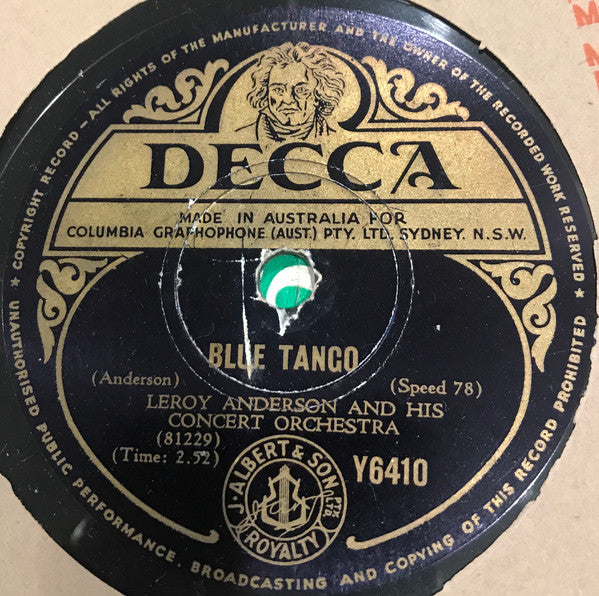 COPYRIGHT RECORD — ALL RIGHTS OF THE MANUFACTURER AND THE OWNER OF THE RECORDED WORK RESERVED ★
UNAUTHORISED PUBLIC PERFORMANCE, BROADCASTING AND COPYING OF THIS RECORD PROHIBITED ★
DECCA
MADE IN AUSTRALIA FOR
COLUMBIA GRAPHOPHONE (AUST.) PTY. LTD. SYDNEY. N.S.W.
BLUE TANGO
(Anderson) (Speed 78)
LEROY ANDERSON AND HIS
CONCERT ORCHESTRA
(81229)
(Time: 2.52)
Y6410
J. ALBERT & SON PTY. LTD.
ROYALTY
M
M